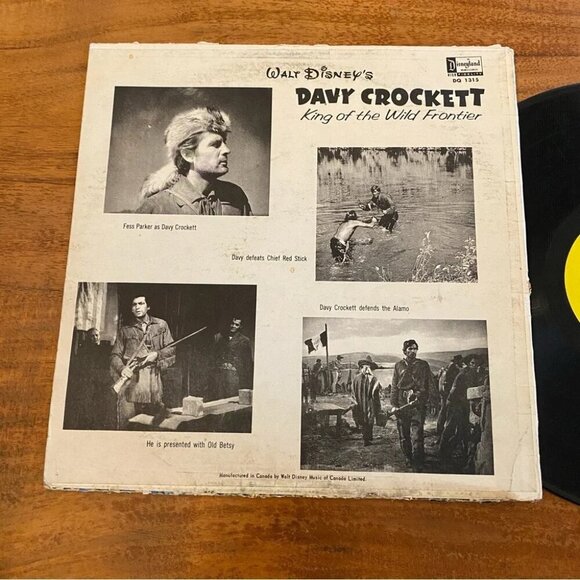 WALT DISNEY'S
Disneyland
HIGH FIDELITY
DQ 1315
DAVY CROCKETT
King of the Wild Frontier
Fess Parker as Davy Crockett
Davy defeats Chief Red Stick
Davy Crockett defends the Alamo
He is presented with Old Betsy
Manufactured in Canada by Walt Disney Music of Canada Limited.